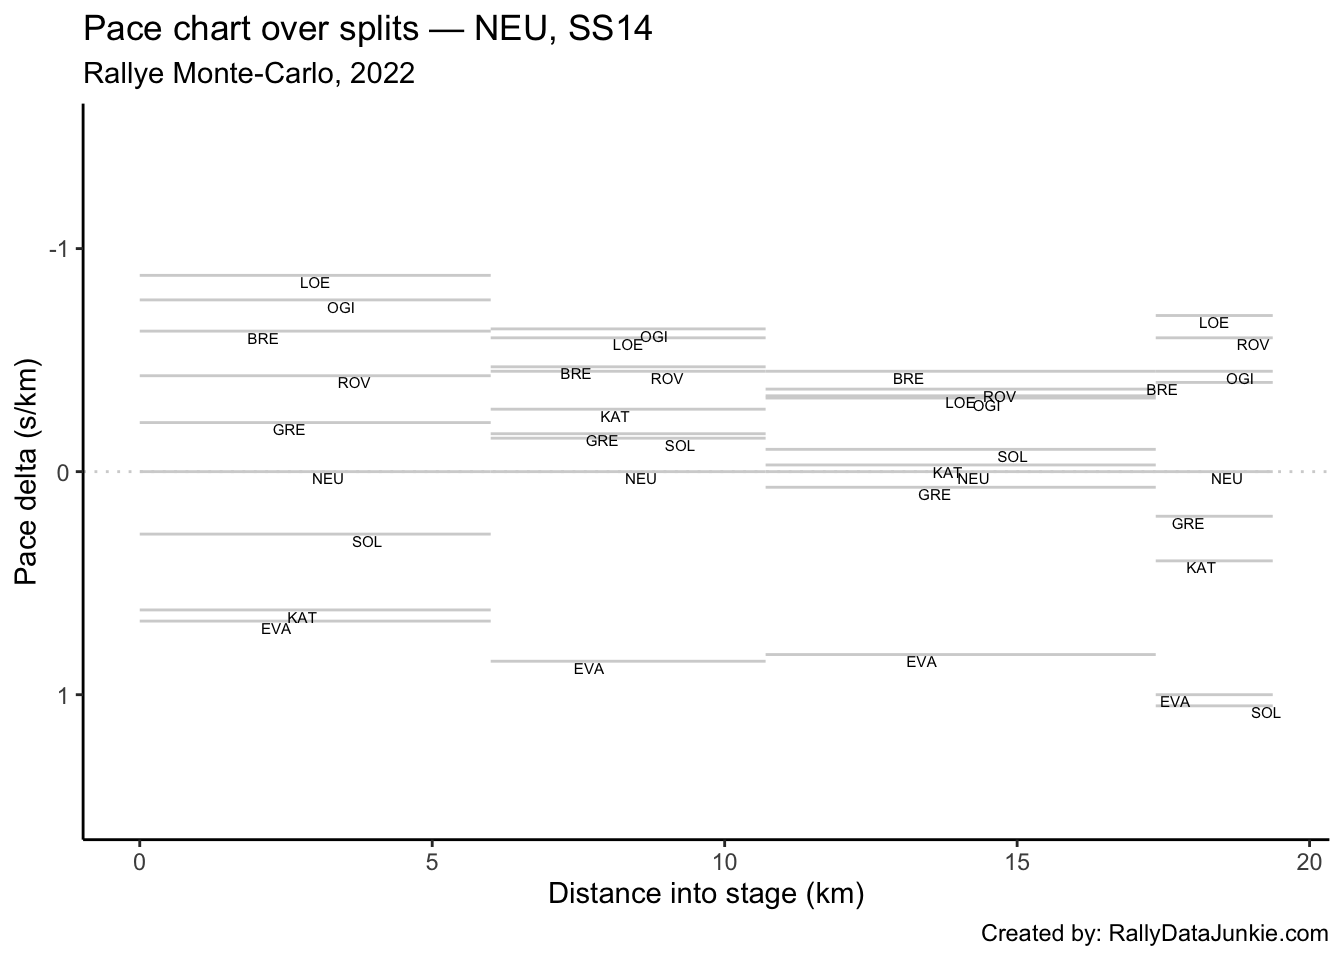 Pace chart over splits — NEU, SS14
Rallye Monte-Carlo, 2022
Pace delta (s/km)
-1
0
1
LOE
OGI
BRE
ROV
GRE
NEU
SOL
KAT
EVA
OGI
LOE
BRE
ROV
KAT
GRE
SOL
NEU
EVA
BRE
ROV
LOE
OGI
SOL
KAT
NEU
GRE
EVA
LOE
ROV
OGI
BRE
NEU
GRE
KAT
EVA
SOL
0 5 10 15 20
Distance into stage (km)
Created by: RallyDataJunkie.com